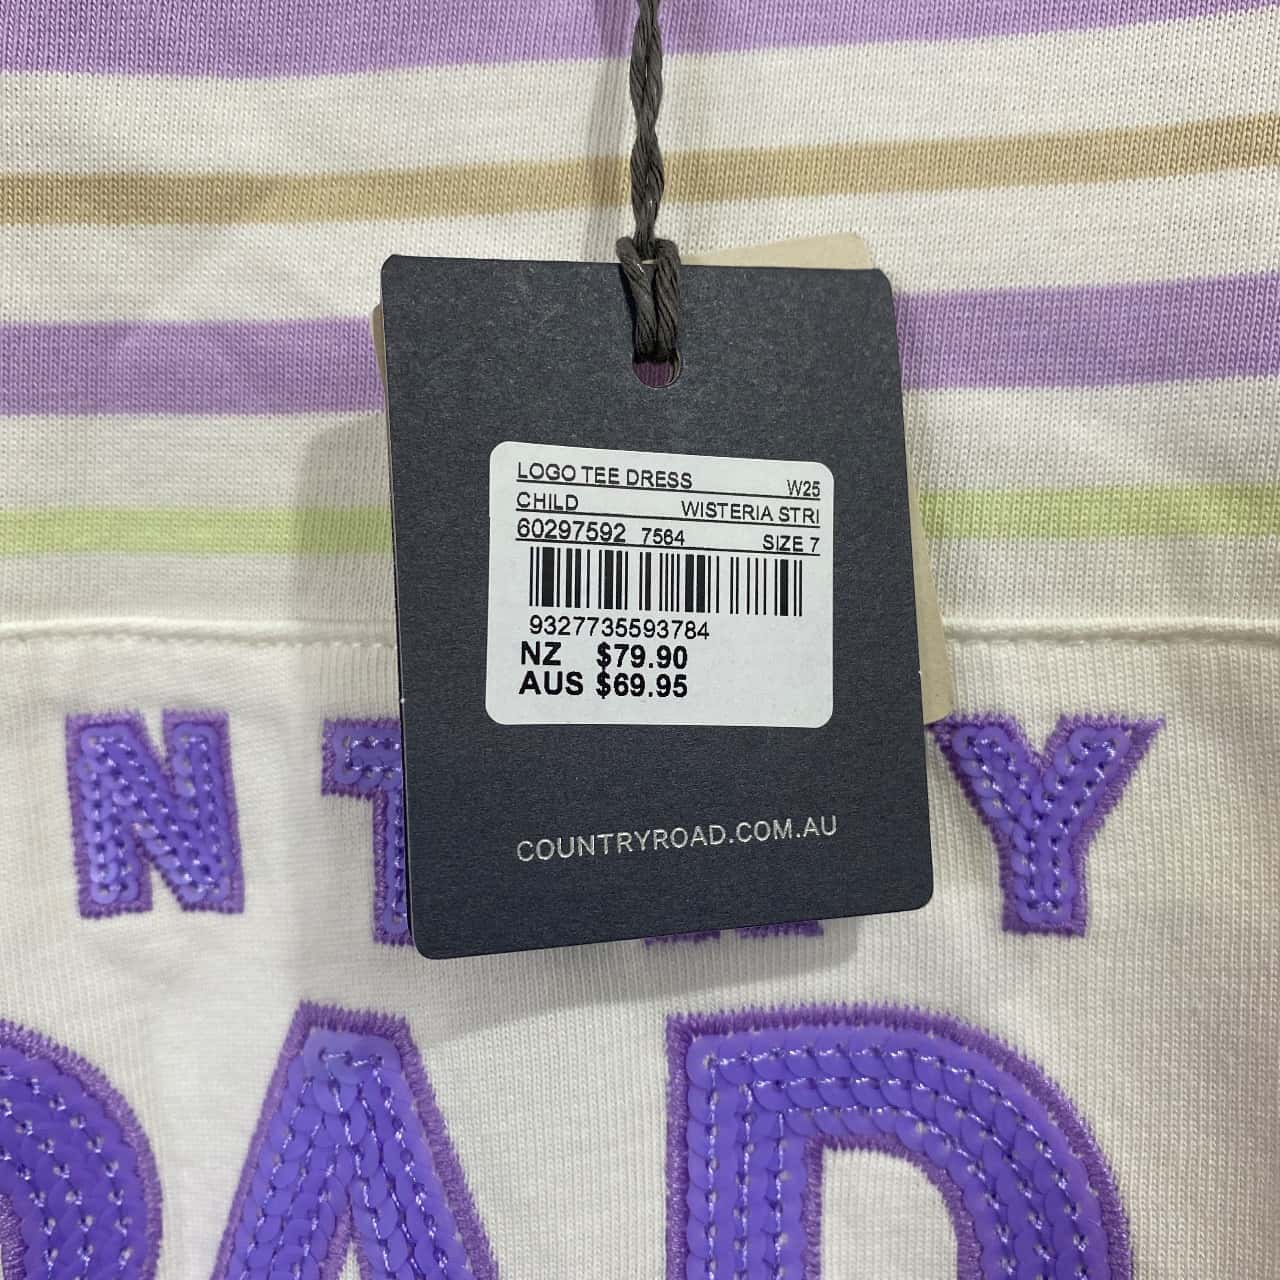 LOGO TEE DRESS W25
CHILD WISTERIA STRI
60297592 7564 SIZE 7
9327735593784
NZ $79.90
AUS $69.95
COUNTRYROAD.COM.AU
NT Y